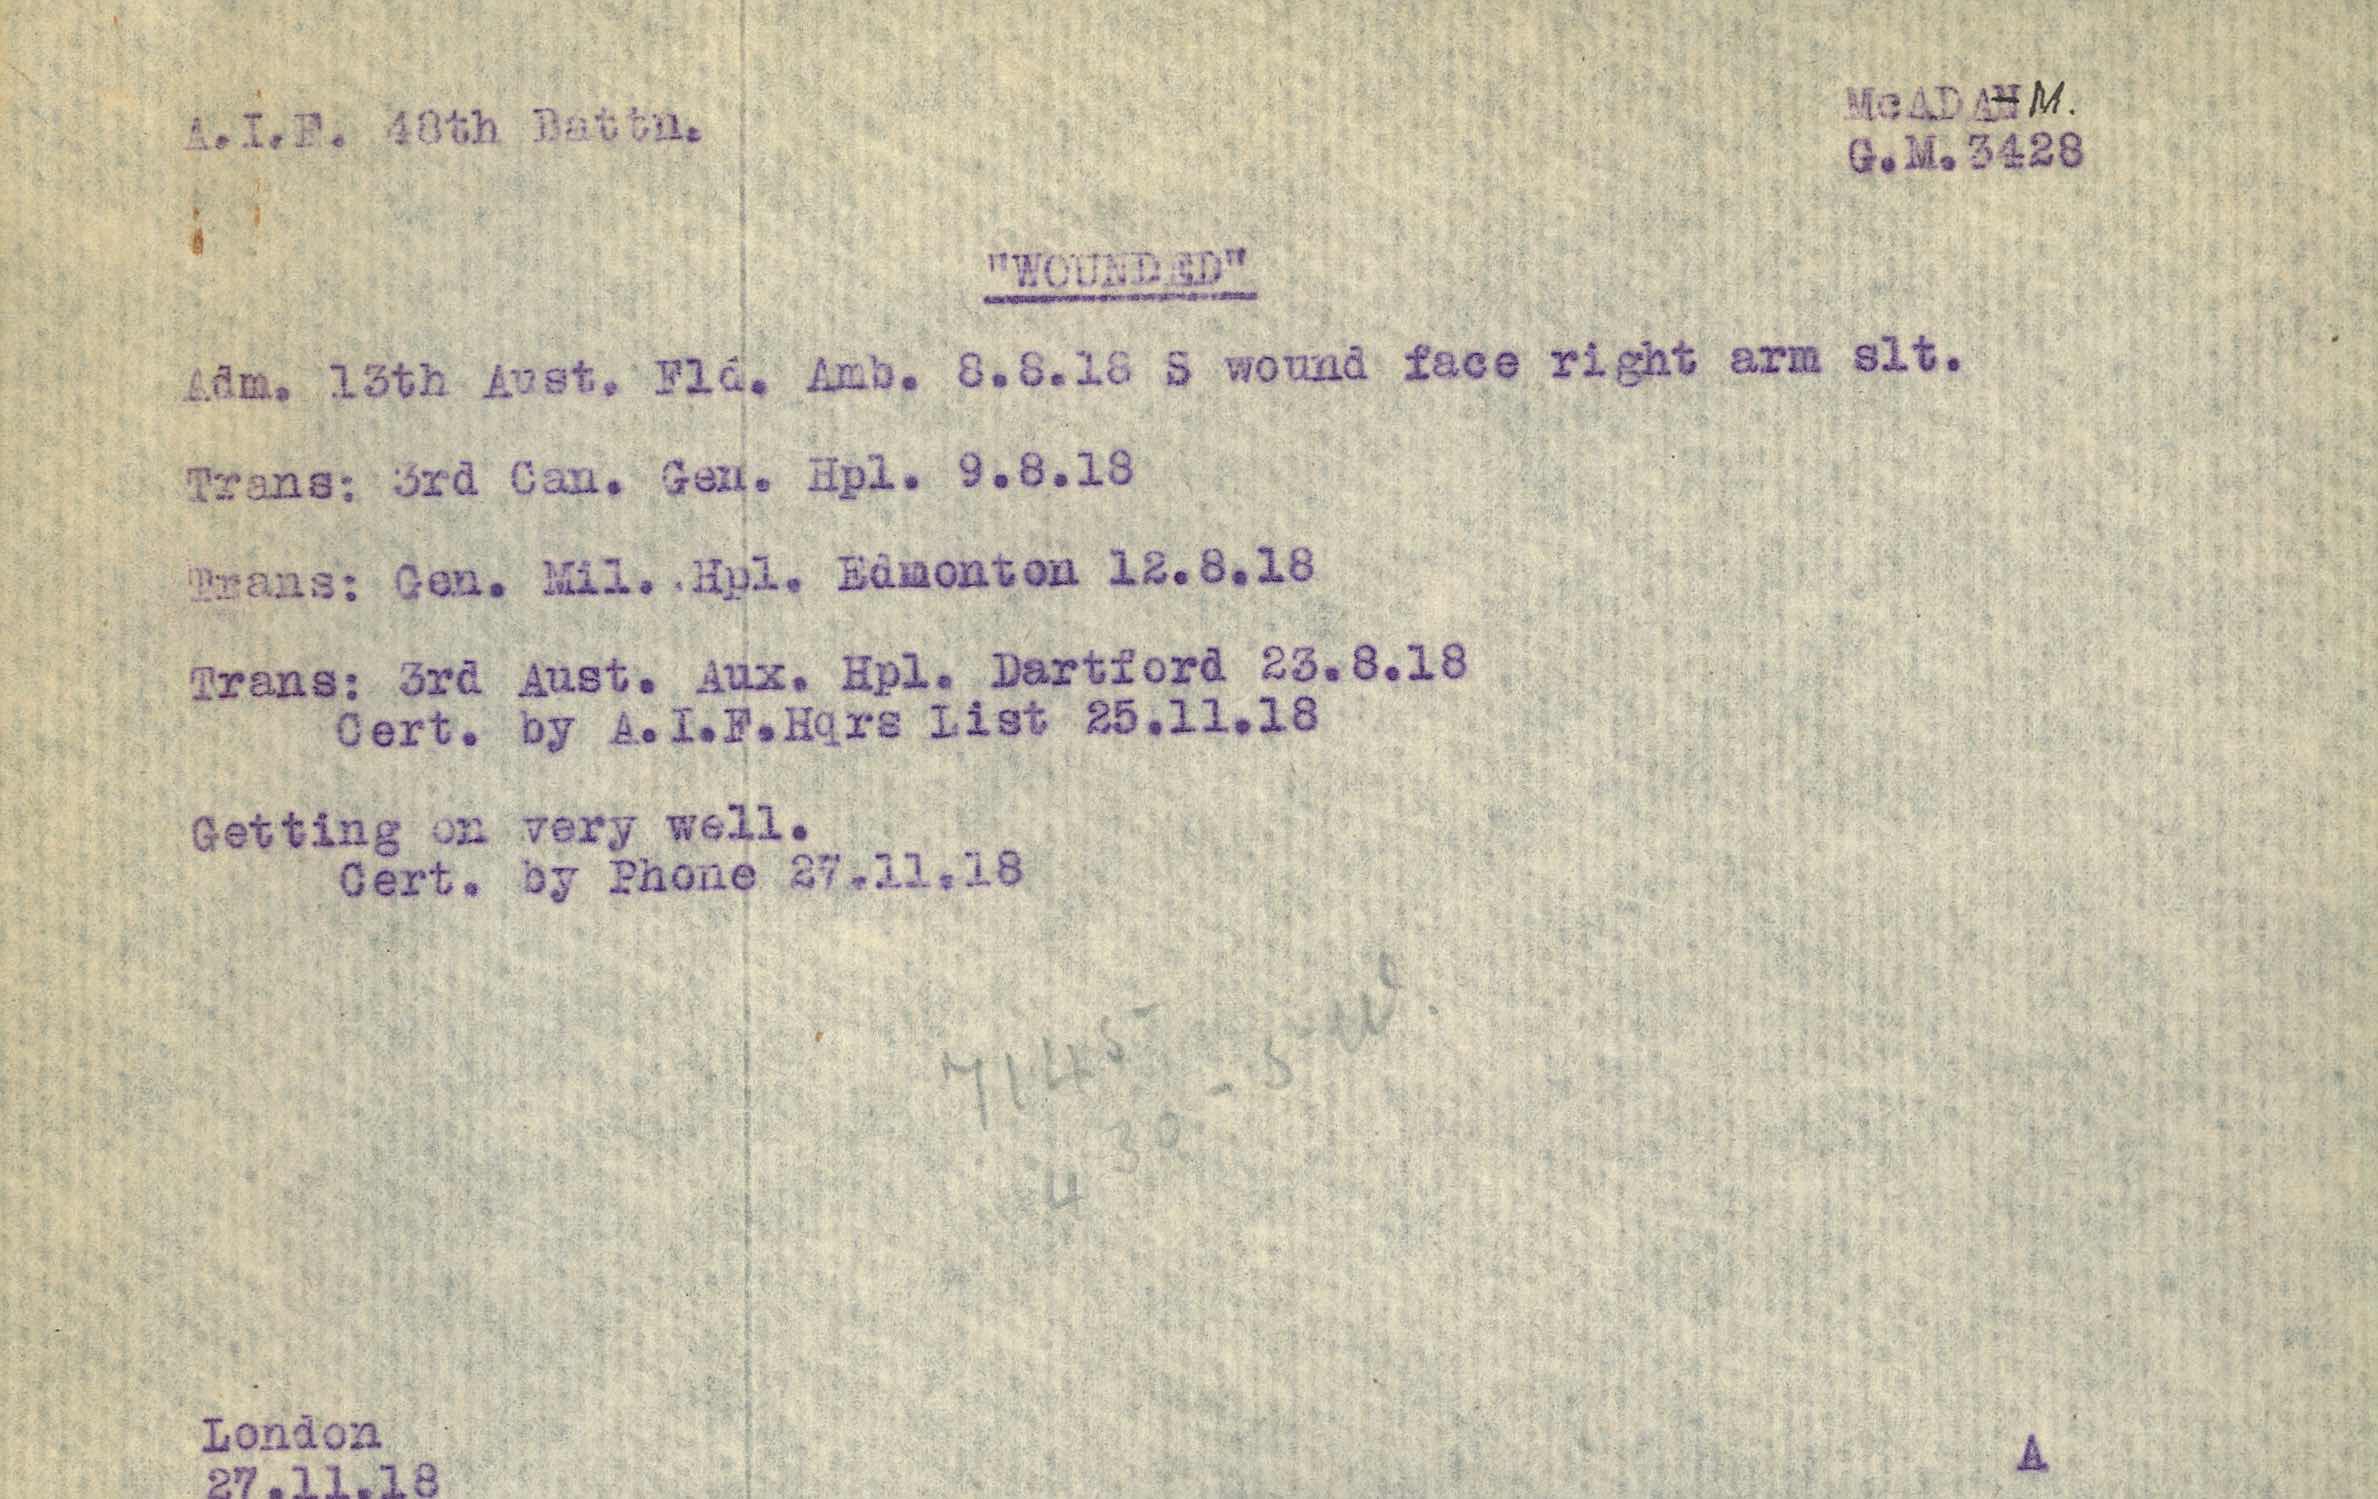 A.I.F. 48th Battn.
McADAN M.
G.M.3428
"WOUNDED"
Adm. 13th Aust. Fld. Amb. 8.8.18 S wound face right arm slt.
Trans: 3rd Can. Gen. Hpl. 9.8.18
Trans: Gen. Mil. Hpl. Edmonton 12.8.18
Trans: 3rd Aust. Aux. Hpl. Dartford 23.8.18
Cert. by A.I.F.Hqrs List 25.11.18
Getting on very well.
Cert. by Phone 27.11.18
7145
- S W.
4 30
London
27.11.18
A